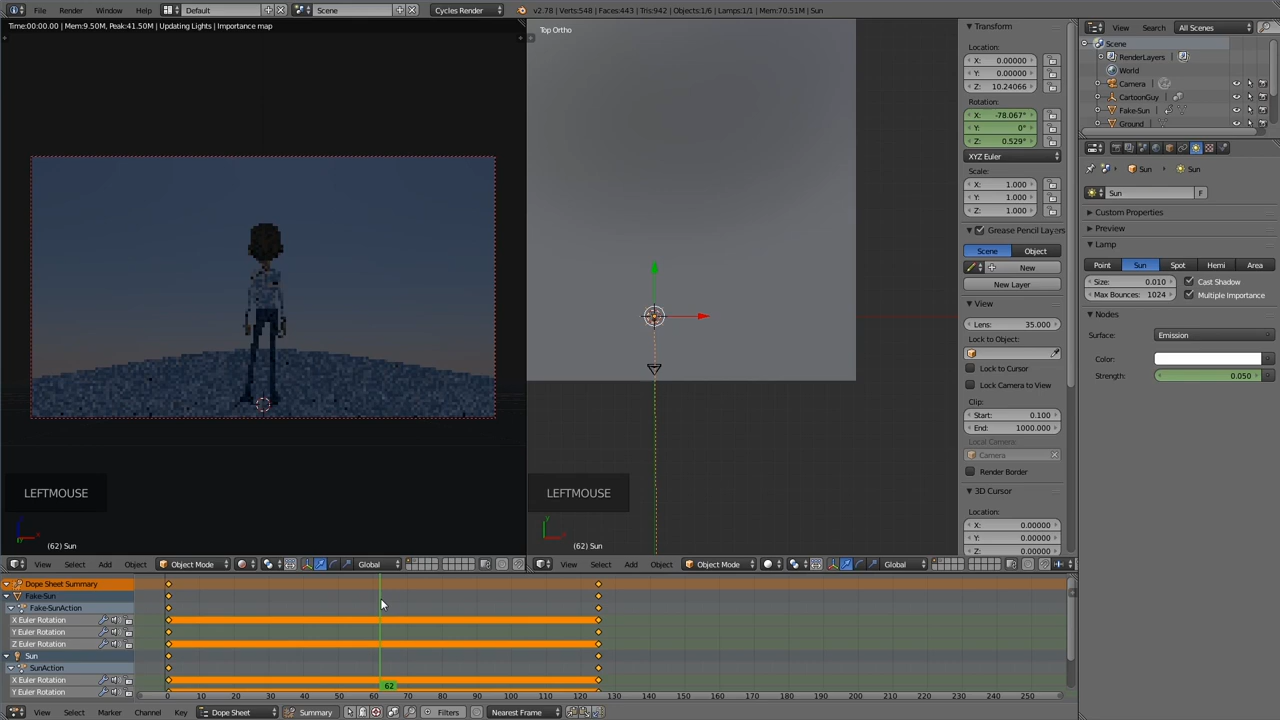 File Render Window Help Default Scene Cycles Render v2.78 | Verts:548 | Faces:443 | Tris:942 | Objects:1/6 | Lamps:1/1 | Mem:70.51M | Sun
Time:00:00.00 | Mem:9.50M, Peak:41.50M | Updating Lights | Importance map
Top Ortho
LEFTMOUSE
LEFTMOUSE
(62) Sun
(62) Sun
View Select Add Object Object Mode Global
View Select Add Object Object Mode Global
Transform
Location:
X: 0.00000
Y: 0.00000
Z: 10.24066
Rotation:
X: -78.067°
Y: 0°
Z: 0.529°
XYZ Euler
Scale:
X: 1.000
Y: 1.000
Z: 1.000
Grease Pencil Layers
Scene Object
New
New Layer
View
Lens: 35.000
Lock to Object:
Lock to Cursor
Lock Camera to View
Clip:
Start: 0.100
End: 1000.000
Local Camera:
Camera
Render Border
3D Cursor
Location:
X: 0.00000
Y: 0.00000
Z: 0.00000
View Search All Scenes
Scene
RenderLayers
World
Camera
CartoonGuy
Fake-Sun
Ground
Sun Sun
Sun F
Custom Properties
Preview
Lamp
Point Sun Spot Hemi Area
Size: 0.010 Cast Shadow
Max Bounces: 1024 Multiple Importance
Nodes
Surface: Emission
Color:
Strength: 0.050
Dope Sheet Summary
Fake-Sun
Fake-SunAction
X Euler Rotation
Y Euler Rotation
Z Euler Rotation
Sun
SunAction
X Euler Rotation
Y Euler Rotation
62
0 10 20 30 40 50 60 70 80 90 100 110 120 130 140 150 160 170 180 190 200 210 220 230 240 250
View Select Marker Channel Key Dope Sheet Summary Filters Nearest Frame